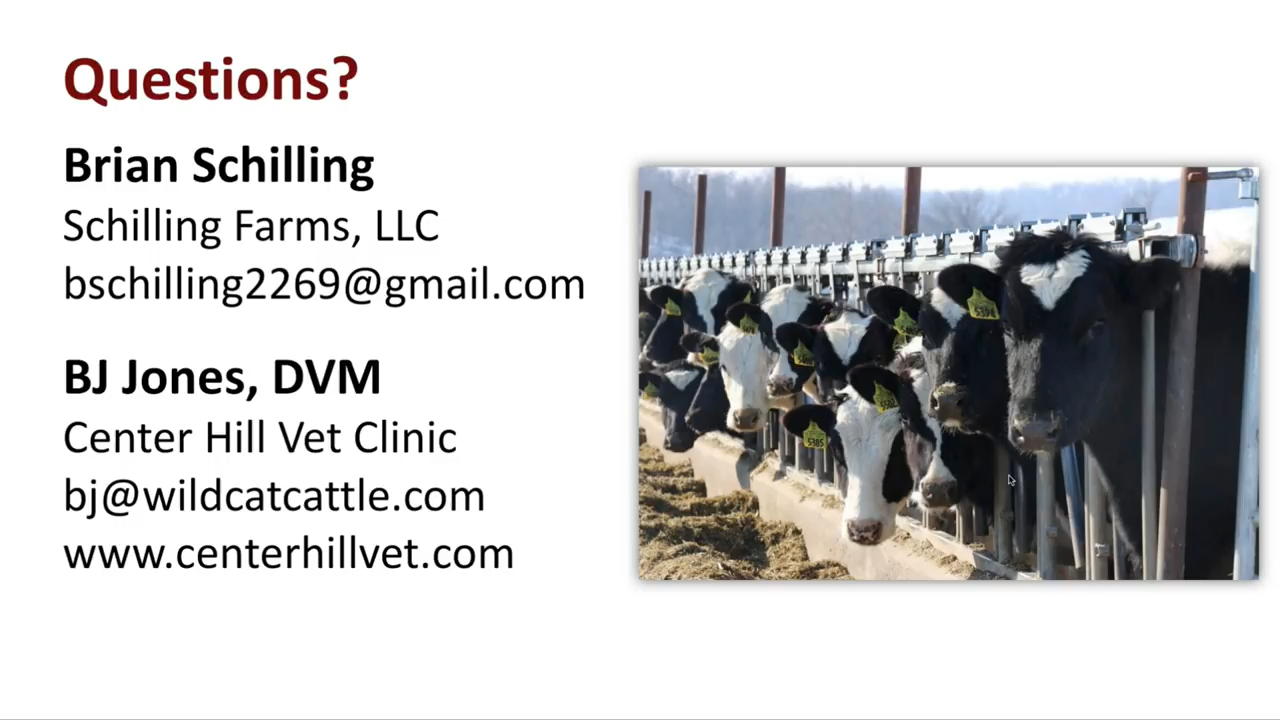 Questions?
Brian Schilling
Schilling Farms, LLC
bschilling2269@gmail.com
BJ Jones, DVM
Center Hill Vet Clinic
bj@wildcatcattle.com
www.centerhillvet.com
5385